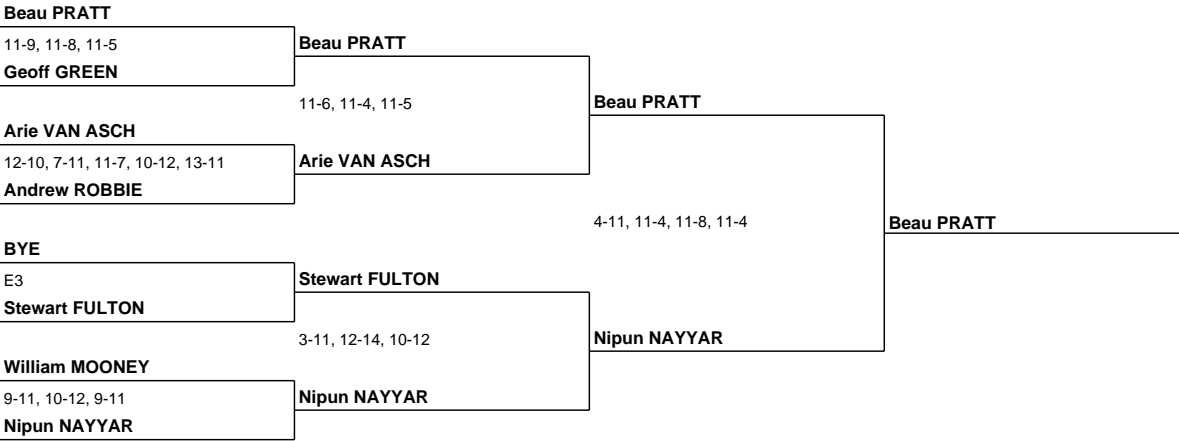 Beau PRATT
11-9, 11-8, 11-5
Geoff GREEN
Beau PRATT
11-6, 11-4, 11-5
Arie VAN ASCH
12-10, 7-11, 11-7, 10-12, 13-11
Andrew ROBBIE
Arie VAN ASCH
Beau PRATT
4-11, 11-4, 11-8, 11-4
Beau PRATT
BYE
E3
Stewart FULTON
Stewart FULTON
3-11, 12-14, 10-12
William MOONEY
9-11, 10-12, 9-11
Nipun NAYYAR
Nipun NAYYAR
Nipun NAYYAR